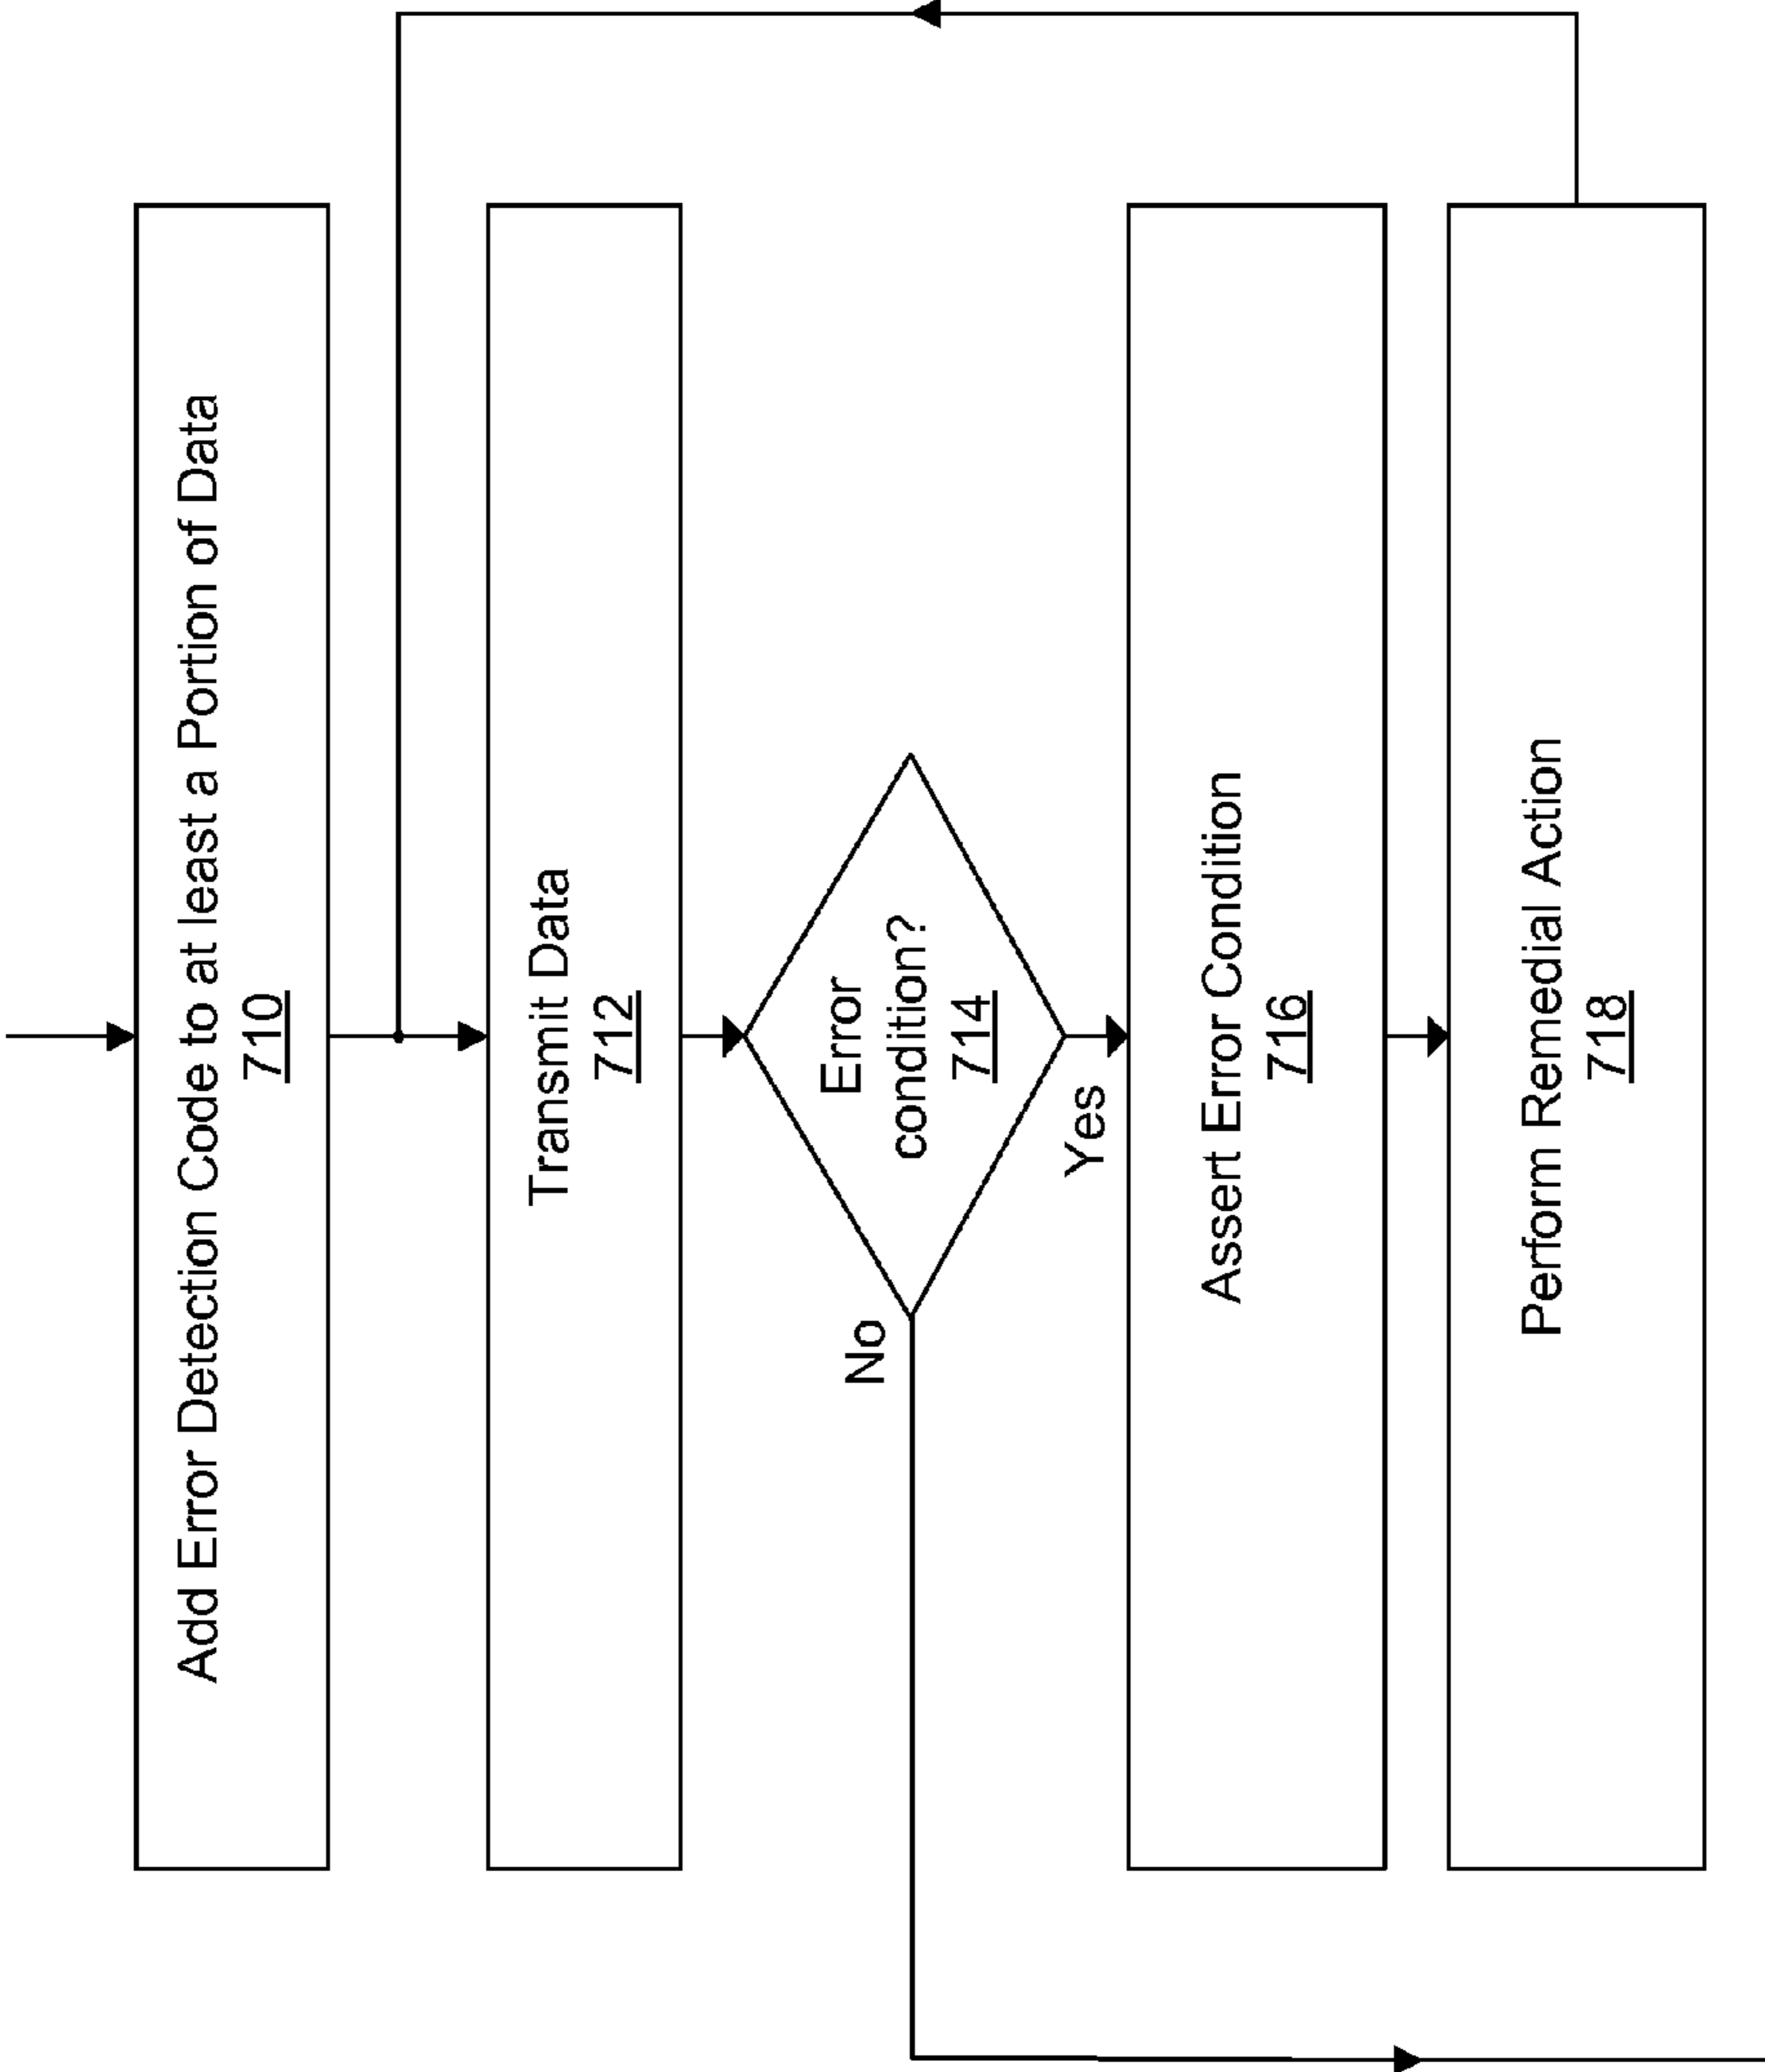 Add Error Detection Code to at least a Portion of Data
710
Transmit Data
712
Error
condition?
714
No
Yes
Assert Error Condition
716
Perform Remedial Action
718